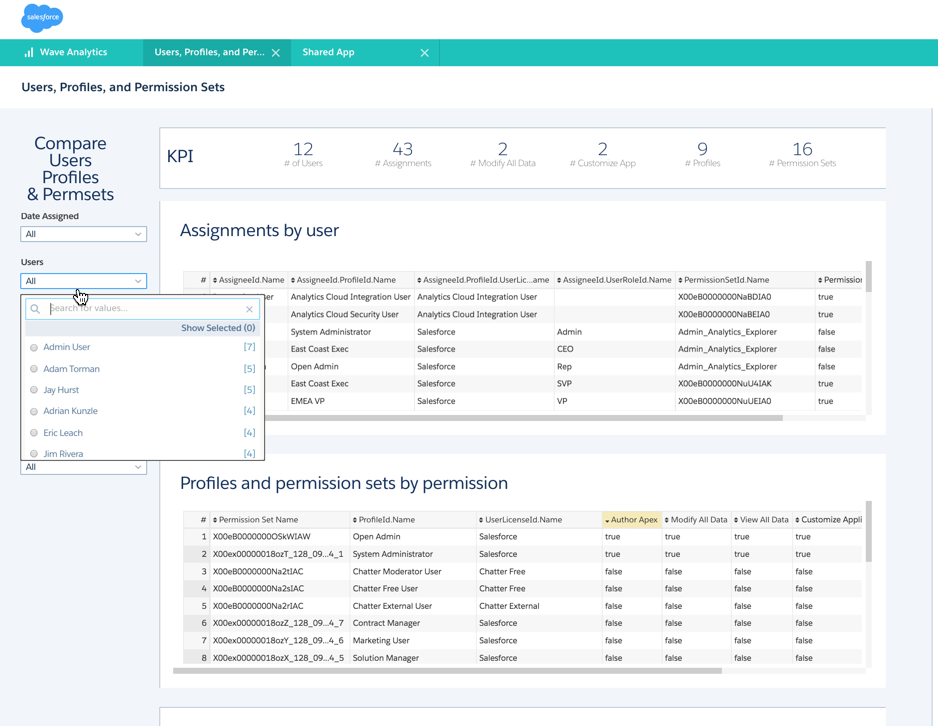 salesforce
Wave Analytics
Users, Profiles, and Per...
Shared App
Users, Profiles, and Permission Sets
Compare
Users
Profiles
& Permsets
Date Assigned
All
Users
All
Search for values...
Show Selected (0)
Admin User [7]
Adam Torman [5]
Jay Hurst [5]
Adrian Kunzle [4]
Eric Leach [4]
Jim Rivera [4]
All
KPI
12 43 2 2 9 16
# of Users # Assignments # Modify All Data # Customize App # Profiles # Permission Sets
Assignments by user
# AssigneeId.Name AssigneeId.ProfileId.Name AssigneeId.ProfileId.UserLic...ame AssigneeId.UserRoleId.Name PermissionSetId.Name Permission
er Analytics Cloud Integration User Analytics Cloud Integration User X00eB0000000NaBDIA0 true
Analytics Cloud Security User Analytics Cloud Integration User X00eB0000000NaBEIA0 true
System Administrator Salesforce Admin Admin_Analytics_Explorer false
East Coast Exec Salesforce CEO Admin_Analytics_Explorer false
Open Admin Salesforce Rep Admin_Analytics_Explorer false
East Coast Exec Salesforce SVP X00eB0000000NuU4IAK true
EMEA VP Salesforce VP X00eB0000000NuUEIA0 true
Profiles and permission sets by permission
# Permission Set Name ProfileId.Name UserLicenseId.Name Author Apex Modify All Data View All Data Customize Appli
1 X00eB0000000OSkWIAW Open Admin Salesforce true true true true
2 X00ex00000018ozT_128_09...4_1 System Administrator Salesforce true true true true
3 X00eB0000000Na2tIAC Chatter Moderator User Chatter Free false false false false
4 X00eB0000000Na2sIAC Chatter Free User Chatter Free false false false false
5 X00eB0000000Na2rIAC Chatter External User Chatter External false false false false
6 X00ex00000018ozZ_128_09...4_7 Contract Manager Salesforce false false false false
7 X00ex00000018ozY_128_09...4_6 Marketing User Salesforce false false false false
8 X00ex00000018ozX_128_09...4_5 Solution Manager Salesforce false false false false